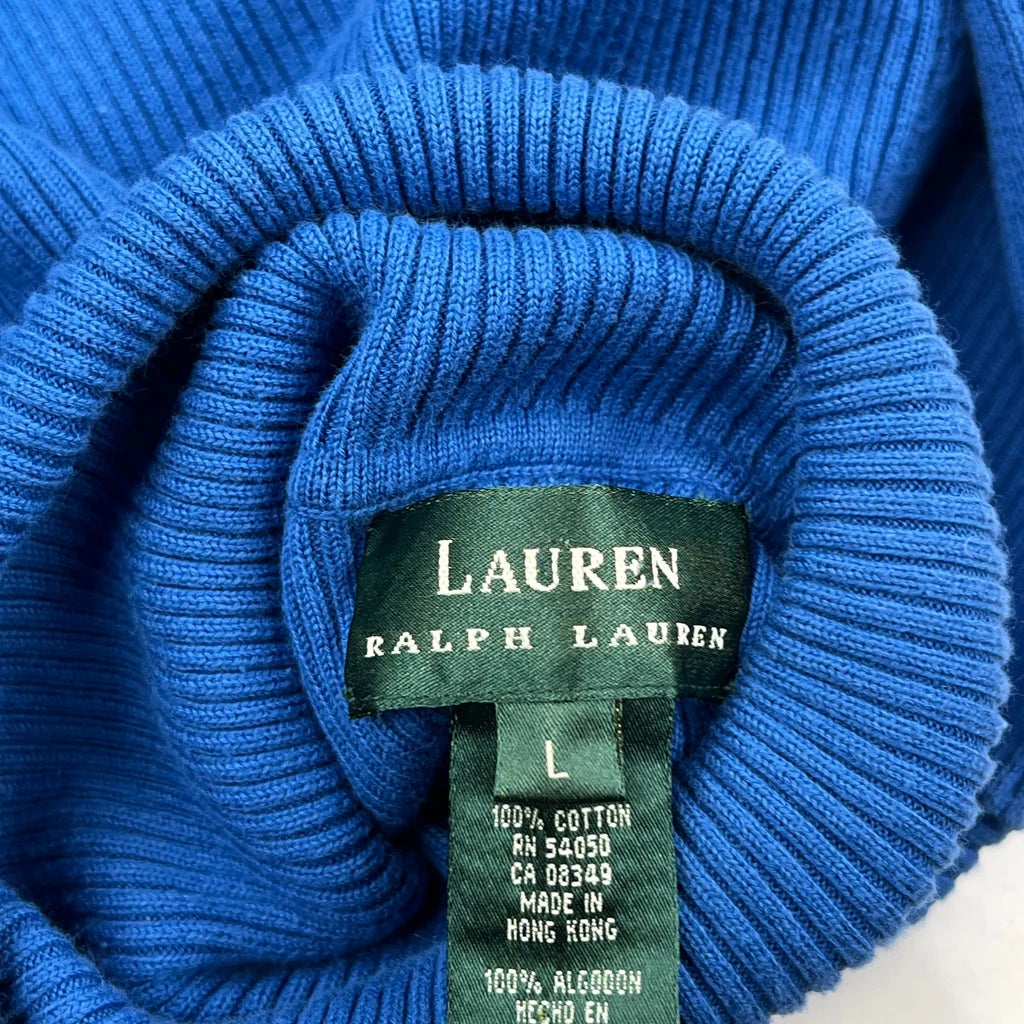 LAUREN
RALPH LAUREN
L
100% COTTON
RN 54050
CA 08349
MADE IN
HONG KONG
100% ALGODON
HECHO EN